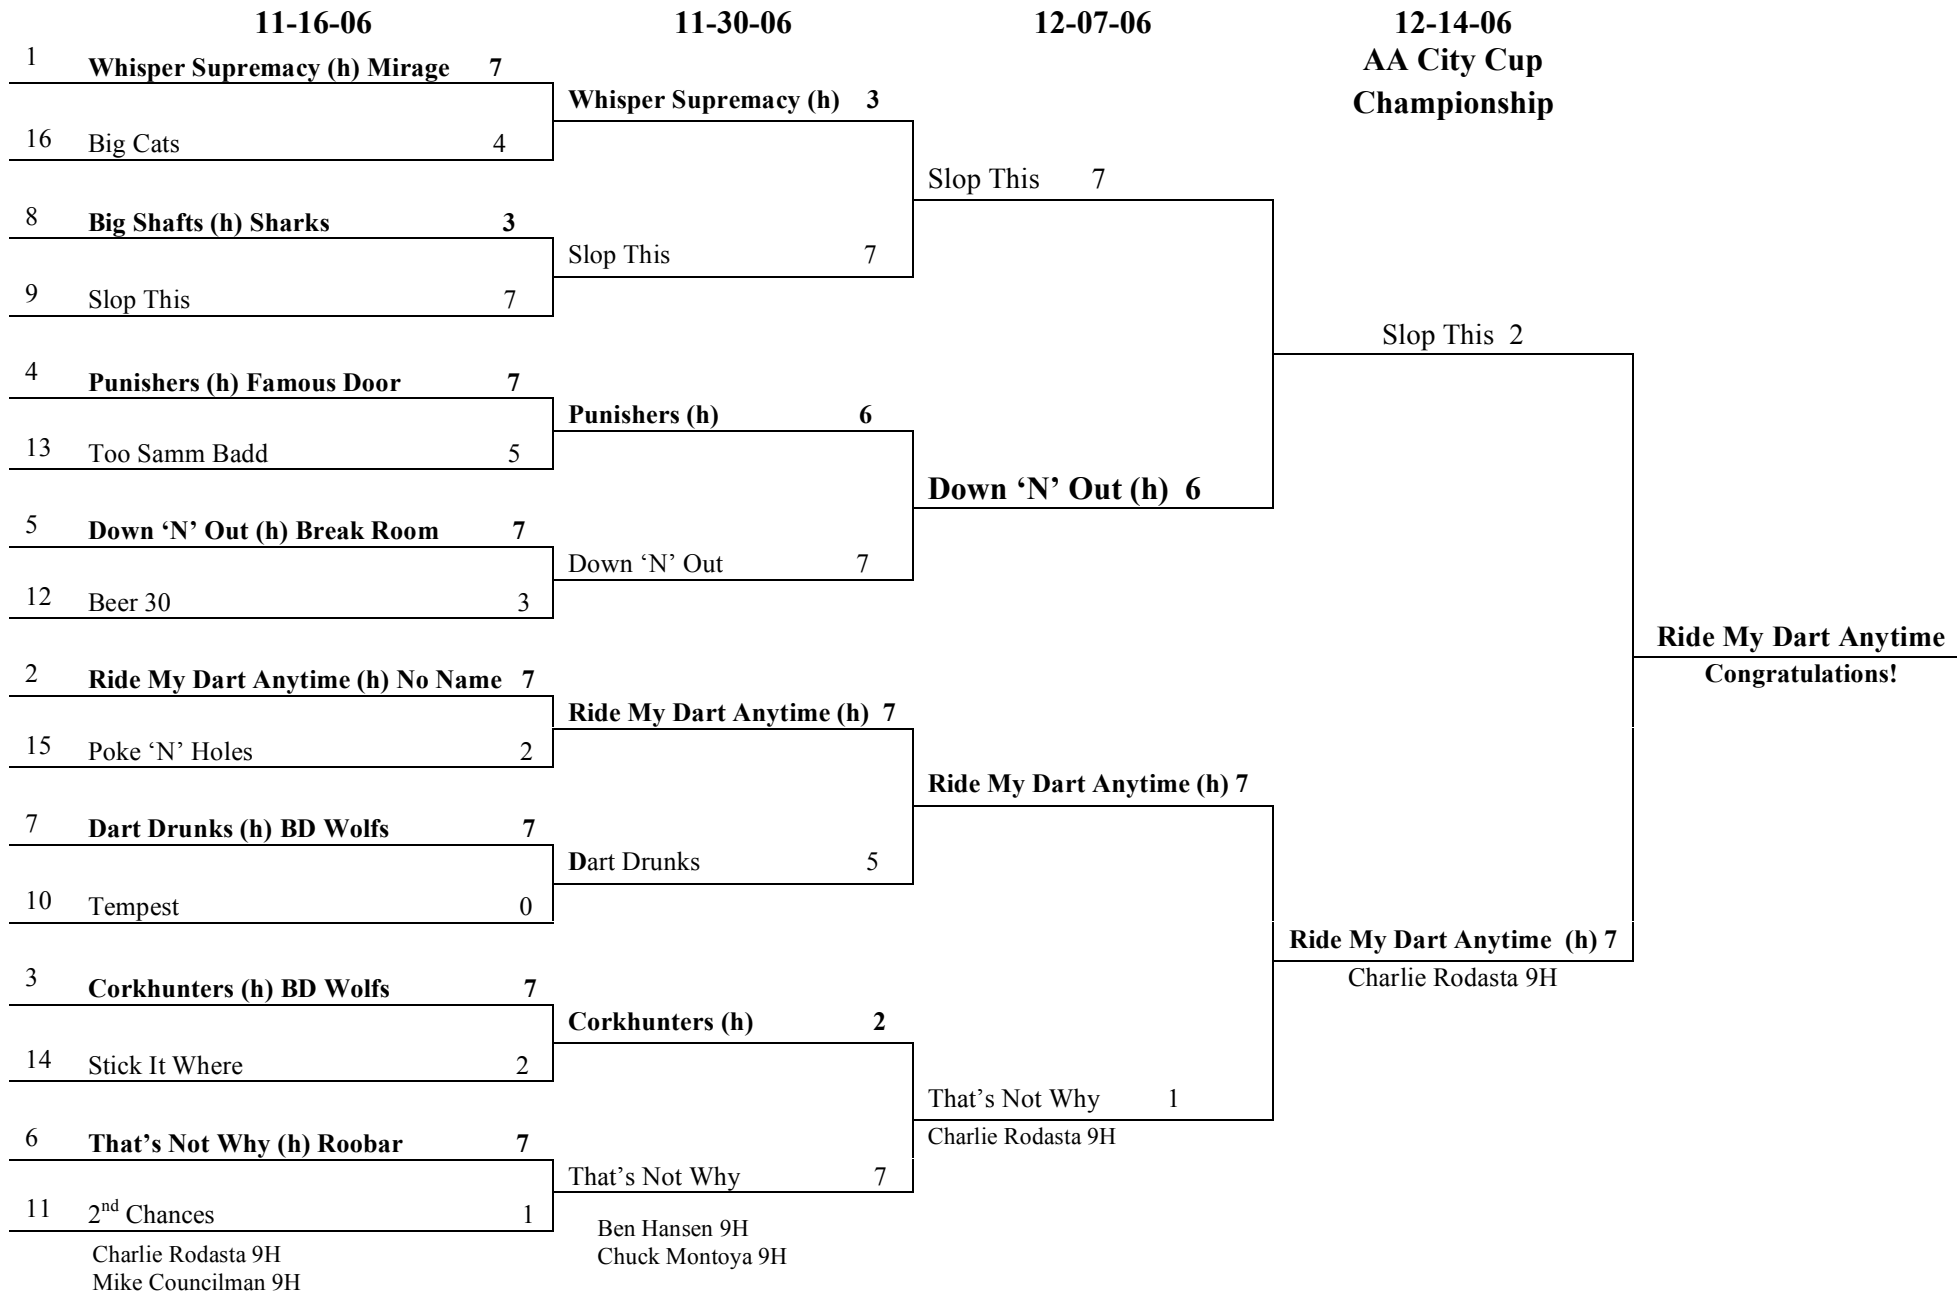 11-16-06 11-30-06 12-07-06 12-14-06
AA City Cup
Championship
1 Whisper Supremacy (h) Mirage 7
16 Big Cats 4
8 Big Shafts (h) Sharks 3
9 Slop This 7
4 Punishers (h) Famous Door 7
13 Too Samm Badd 5
5 Down ‘N’ Out (h) Break Room 7
12 Beer 30 3
2 Ride My Dart Anytime (h) No Name 7
15 Poke ‘N’ Holes 2
7 Dart Drunks (h) BD Wolfs 7
10 Tempest 0
3 Corkhunters (h) BD Wolfs 7
14 Stick It Where 2
6 That’s Not Why (h) Roobar 7
11 2nd Chances 1
Charlie Rodasta 9H
Mike Councilman 9H
Whisper Supremacy (h) 3
Slop This 7
Punishers (h) 6
Down ‘N’ Out 7
Ride My Dart Anytime (h) 7
Dart Drunks 5
Corkhunters (h) 2
That’s Not Why 7
Ben Hansen 9H
Chuck Montoya 9H
Slop This 7
Down ‘N’ Out (h) 6
Ride My Dart Anytime (h) 7
That’s Not Why 1
Charlie Rodasta 9H
Slop This 2
Ride My Dart Anytime (h) 7
Charlie Rodasta 9H
Ride My Dart Anytime
Congratulations!